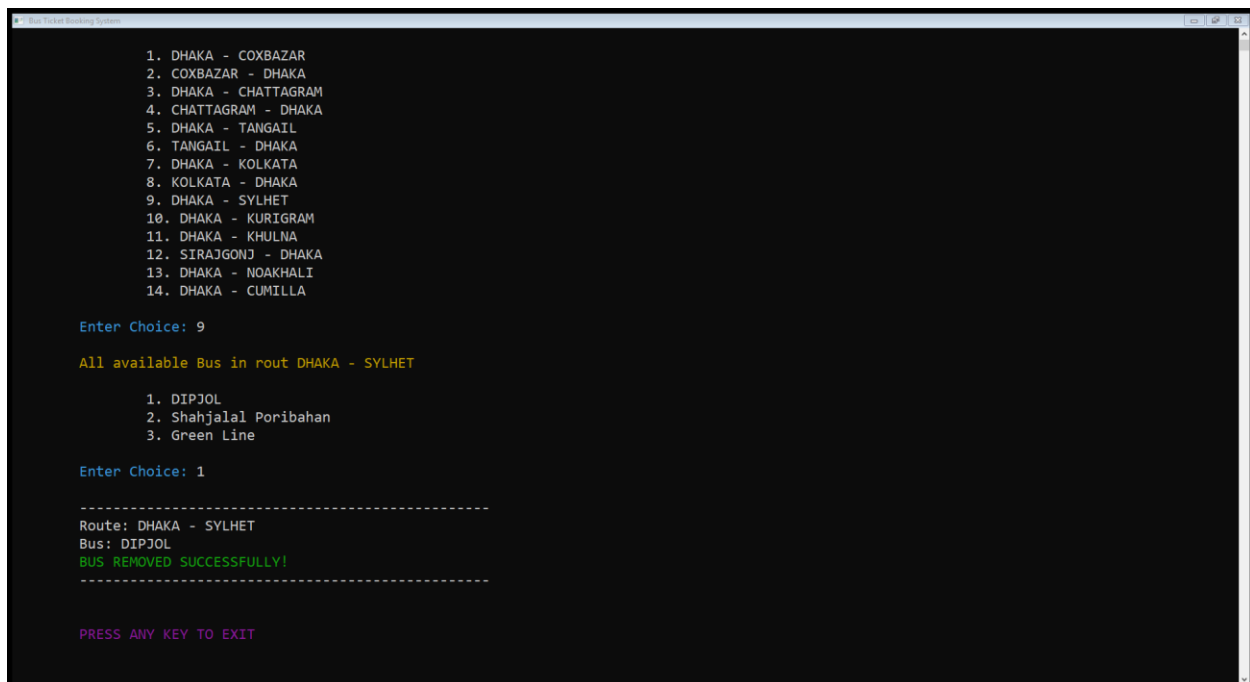 Bus Ticket Booking System
1. DHAKA - COXBAZAR
2. COXBAZAR - DHAKA
3. DHAKA - CHATTAGRAM
4. CHATTAGRAM - DHAKA
5. DHAKA - TANGAIL
6. TANGAIL - DHAKA
7. DHAKA - KOLKATA
8. KOLKATA - DHAKA
9. DHAKA - SYLHET
10. DHAKA - KURIGRAM
11. DHAKA - KHULNA
12. SIRAJGONJ - DHAKA
13. DHAKA - NOAKHALI
14. DHAKA - CUMILLA
Enter Choice: 9
All available Bus in rout DHAKA - SYLHET
1. DIPJOL
2. Shahjalal Poribahan
3. Green Line
Enter Choice: 1
-------------------------------------------------
Route: DHAKA - SYLHET
Bus: DIPJOL
BUS REMOVED SUCCESSFULLY!
-------------------------------------------------
PRESS ANY KEY TO EXIT